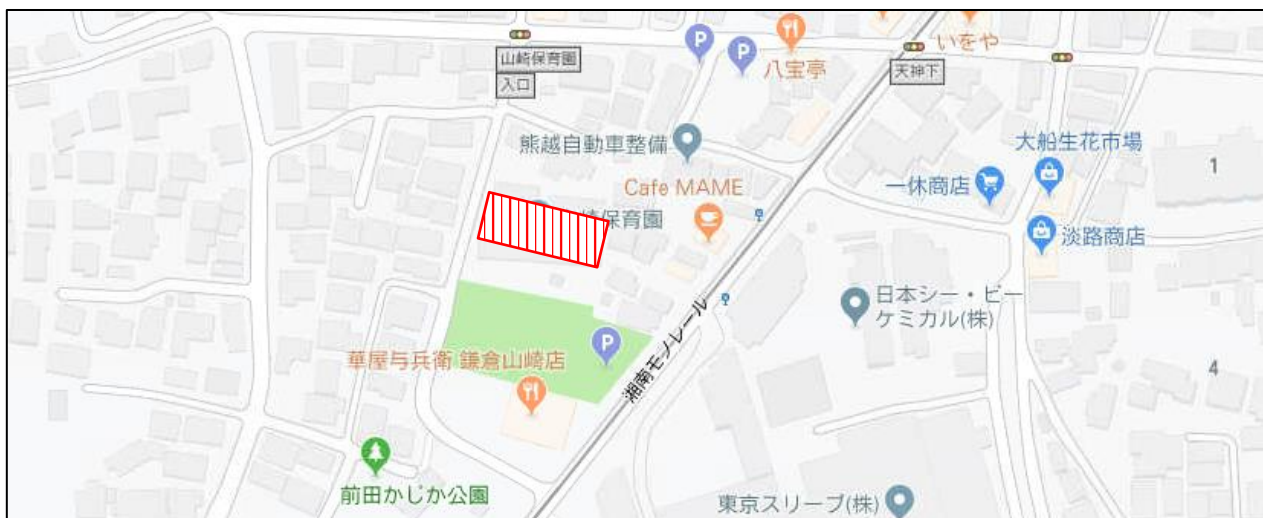 いをや
山崎保育園
入口
P
P
八宝亭
天神下
熊越自動車整備
大船生花市場
1
Cafe MAME
一休商店
崎保育園
淡路商店
日本シー・ビー
ケミカル(株)
湘南モノレール
P
華屋与兵衛 鎌倉山崎店
4
前田かじか公園
東京スリーブ(株)